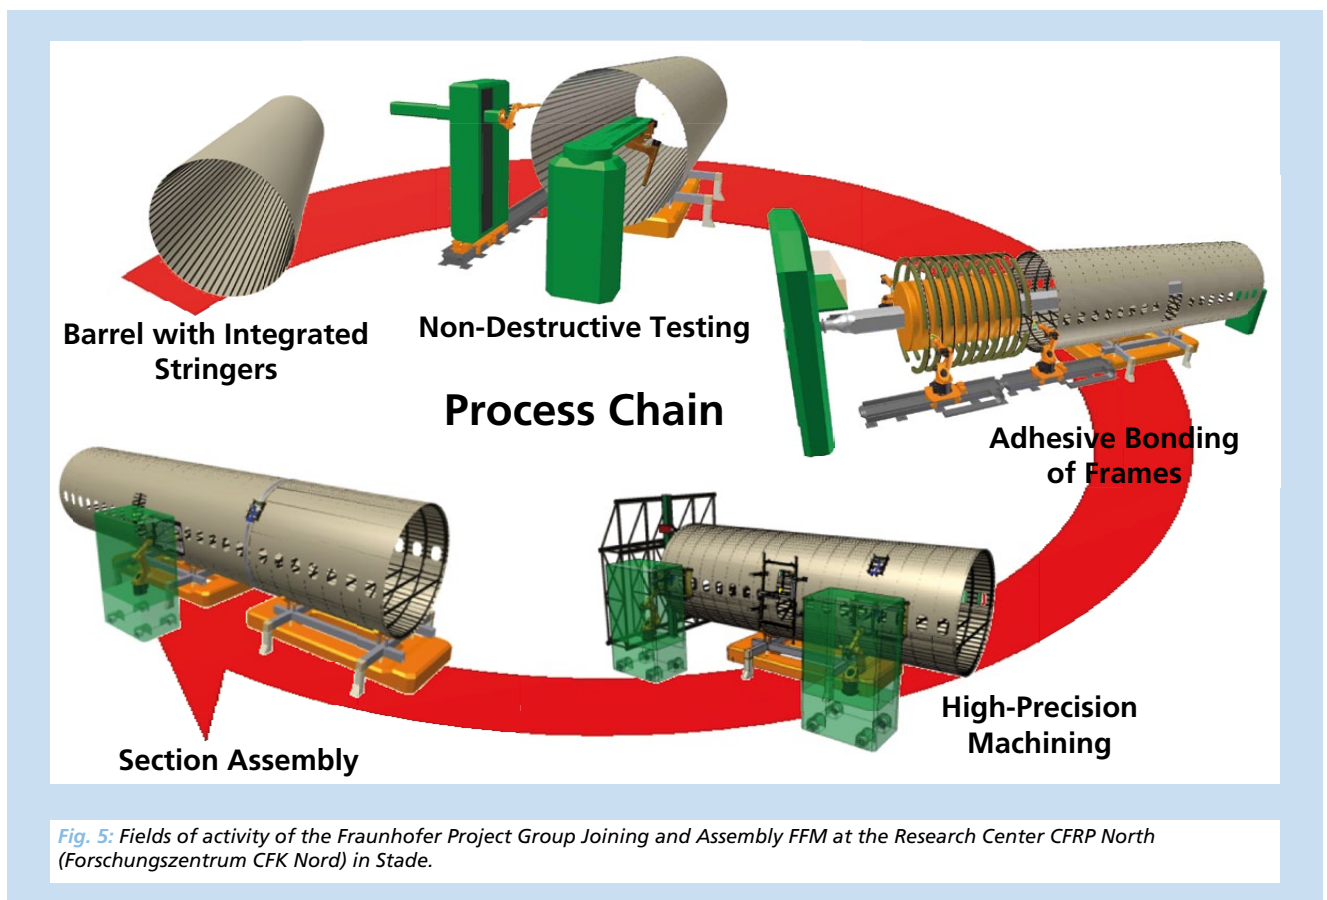 Barrel with Integrated
Stringers
Non-Destructive Testing
Process Chain
Adhesive Bonding
of Frames
High-Precision
Machining
Section Assembly
Fig. 5: Fields of activity of the Fraunhofer Project Group Joining and Assembly FFM at the Research Center CFRP North
(Forschungszentrum CFK Nord) in Stade.